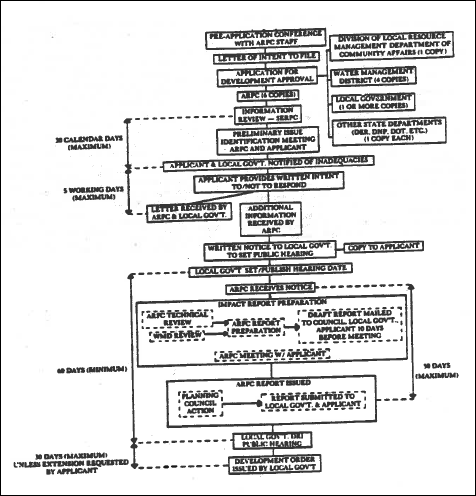 PRE-APPLICATION CONFERENCE
WITH ARPC STAFF
DIVISION OF LOCAL RESOURCE
MANAGEMENT DEPARTMENT OF
COMMUNITY AFFAIRS (1 COPY)
LETTER OF INTENT TO FILE
APPLICATION FOR
DEVELOPMENT APPROVAL
WATER MANAGEMENT
DISTRICT (4 COPIES)
ARPC (6 COPIES)
LOCAL GOVERNMENT
(1 OR MORE COPIES)
INFORMATION
REVIEW — SERPC
OTHER STATE DEPARTMENTS
(DER, DNP, DOT, ETC.)
(1 COPY EACH)
20 CALENDAR DAYS
(MAXIMUM)
PRELIMINARY ISSUE
IDENTIFICATION MEETING
ARPC AND APPLICANT
APPLICANT & LOCAL GOV'T. NOTIFIED OF INADEQUACIES
5 WORKING DAYS
(MAXIMUM)
APPLICANT PROVIDES WRITTEN INTENT
TO/NOT TO RESPOND
LETTER RECEIVED BY
ARPC & LOCAL GOV'T.
ADDITIONAL
INFORMATION
RECEIVED BY
ARPC
WRITTEN NOTICE TO LOCAL GOV'T.
TO SET PUBLIC HEARING
COPY TO APPLICANT
LOCAL GOV'T SET/PUBLISH HEARING DATE
ARPC RECEIVES NOTICE
IMPACT REPORT PREPARATION
ARPC TECHNICAL
REVIEW
WMD REVIEW
ARPC REPORT
PREPARATION
DRAFT REPORT MAILED
TO COUNCIL, LOCAL GOV'T.,
APPLICANT 10 DAYS
BEFORE MEETING
ARPC MEETING W/ APPLICANT
60 DAYS (MINIMUM)
50 DAYS
(MAXIMUM)
ARPC REPORT ISSUED
PLANNING
COUNCIL
ACTION
REPORT SUBMITTED TO
LOCAL GOV'T. & APPLICANT
LOCAL GOV'T. DRI
PUBLIC HEARING
30 DAYS (MAXIMUM)
UNLESS EXTENSION REQUESTED
BY APPLICANT
DEVELOPMENT ORDER
ISSUED BY LOCAL GOV'T